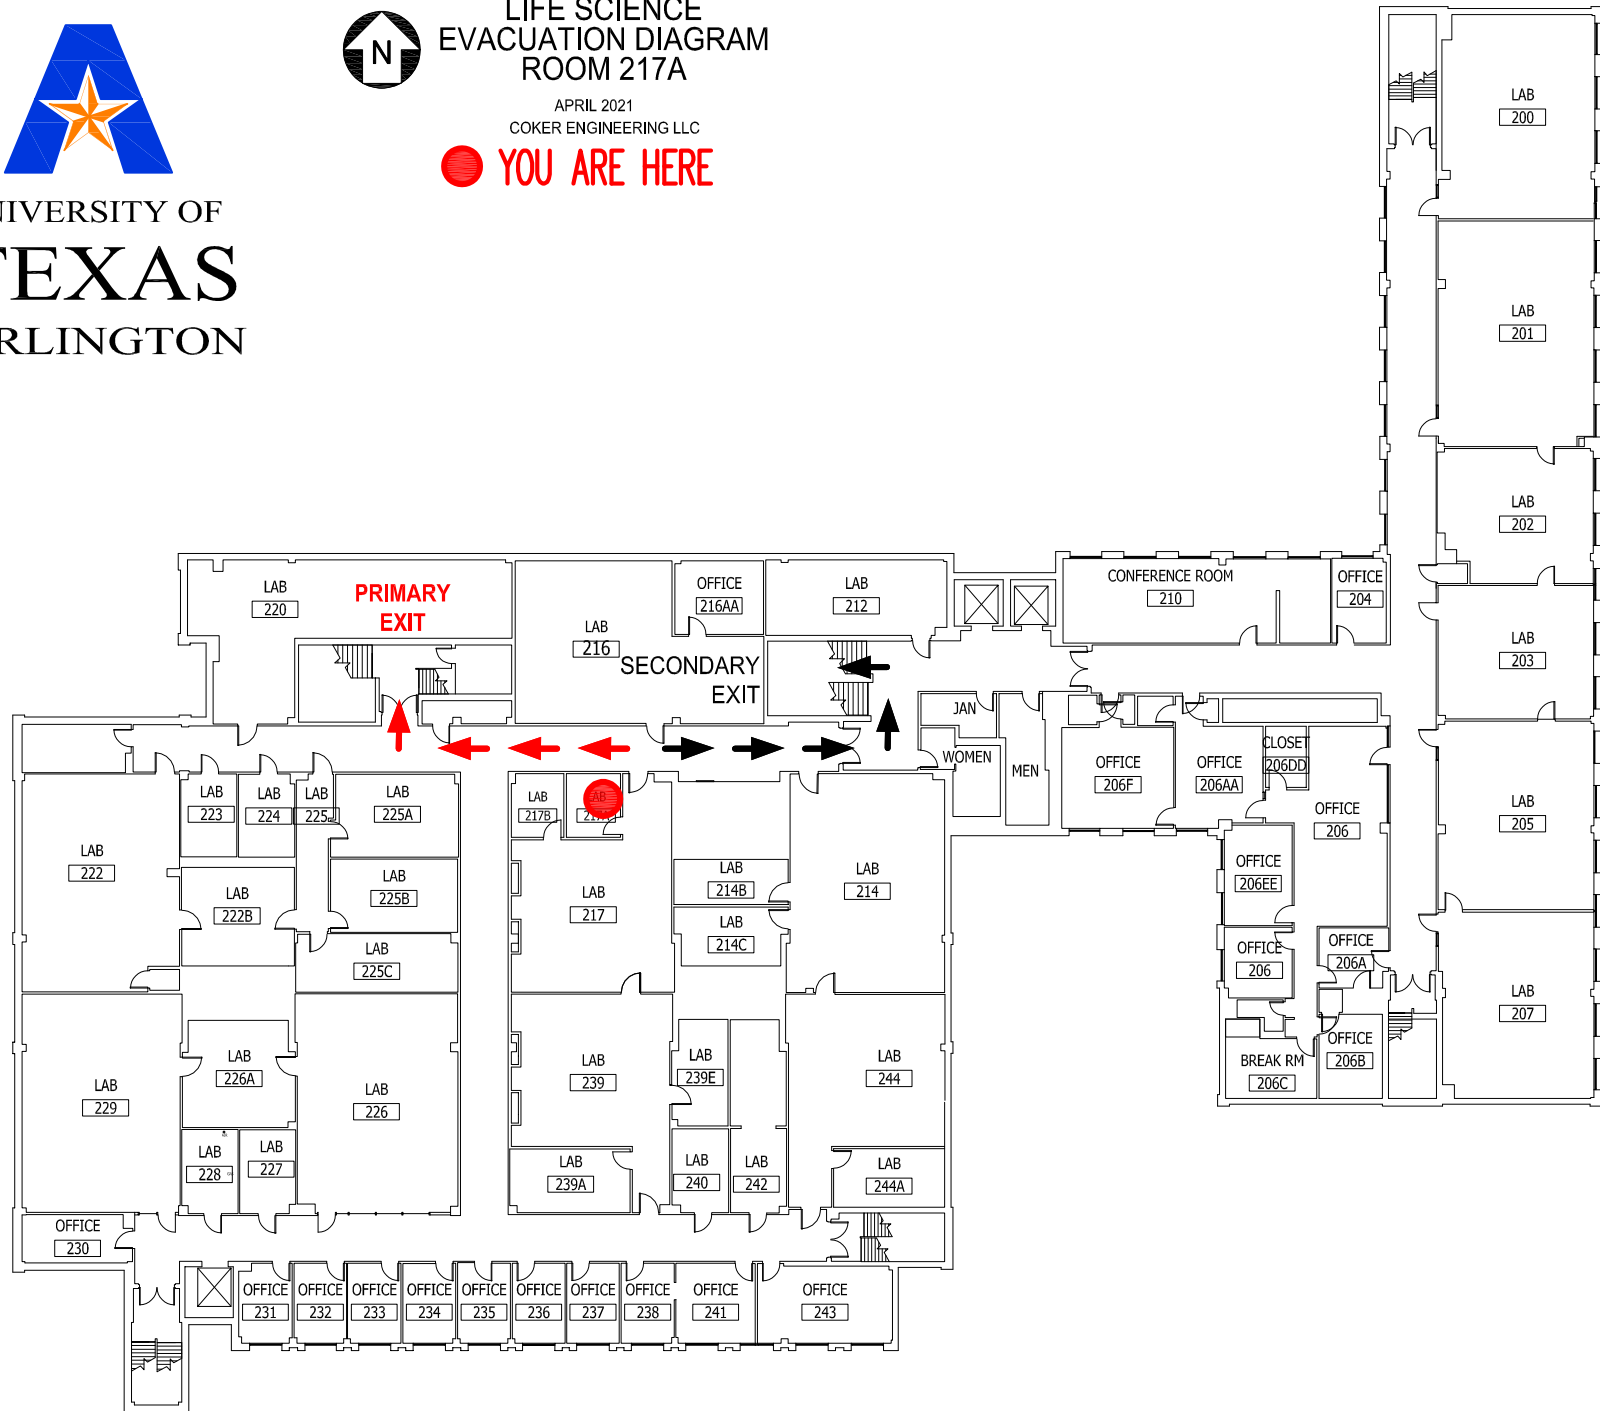 LIFE SCIENCE
EVACUATION DIAGRAM
ROOM 217A
N
APRIL 2021
COKER ENGINEERING LLC
YOU ARE HERE
NIVERSITY OF
TEXAS
RLINGTON
LAB
200
LAB
201
LAB
202
LAB
203
LAB
205
LAB
207
CONFERENCE ROOM
210
OFFICE
204
LAB
220
PRIMARY
EXIT
LAB
216
OFFICE
216AA
LAB
212
SECONDARY
EXIT
JAN
WOMEN
MEN
OFFICE
206F
OFFICE
206AA
CLOSET
206DD
OFFICE
206
OFFICE
206EE
OFFICE
206
OFFICE
206A
OFFICE
206B
BREAK RM
206C
LAB
222
LAB
223
LAB
224
LAB
225
LAB
225A
LAB
225B
LAB
225C
LAB
222B
LAB
217B
LAB
217A
LAB
217
LAB
214B
LAB
214C
LAB
214
LAB
229
LAB
226A
LAB
226
LAB
228
LAB
227
LAB
239
LAB
239E
LAB
244
LAB
239A
LAB
240
LAB
242
LAB
244A
OFFICE
230
OFFICE
231
OFFICE
232
OFFICE
233
OFFICE
234
OFFICE
235
OFFICE
236
OFFICE
237
OFFICE
238
OFFICE
241
OFFICE
243